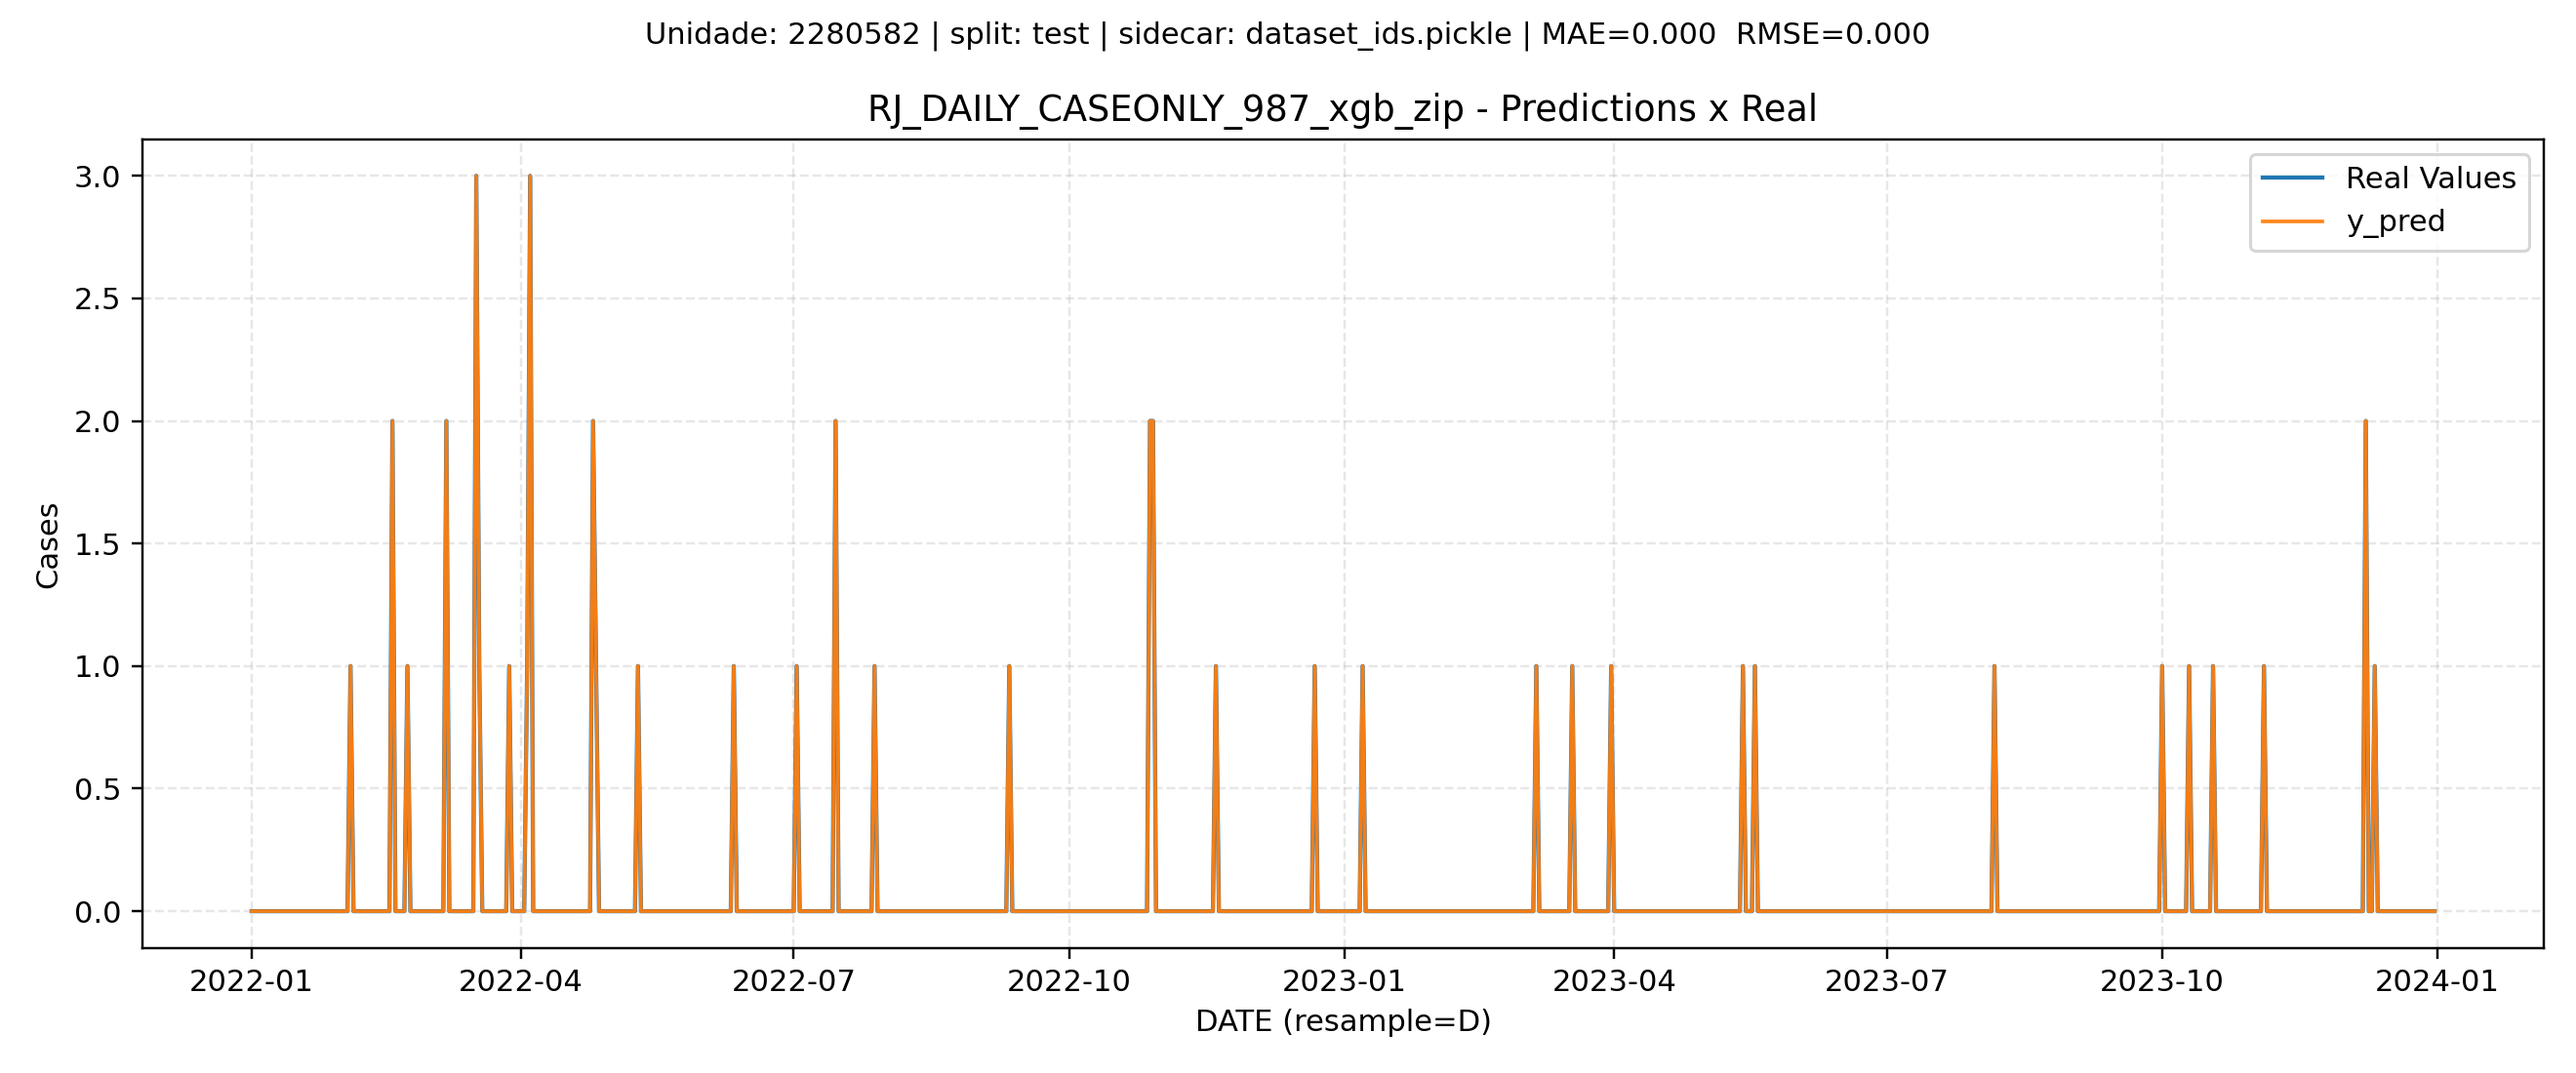 Unidade: 2280582 | split: test | sidecar: dataset_ids.pickle | MAE=0.000  RMSE=0.000
RJ_DAILY_CASEONLY_987_xgb_zip - Predictions x Real
Real Values
y_pred
Cases
3.0
2.5
2.0
1.5
1.0
0.5
0.0
2022-01 2022-04 2022-07 2022-10 2023-01 2023-04 2023-07 2023-10 2024-01
DATE (resample=D)